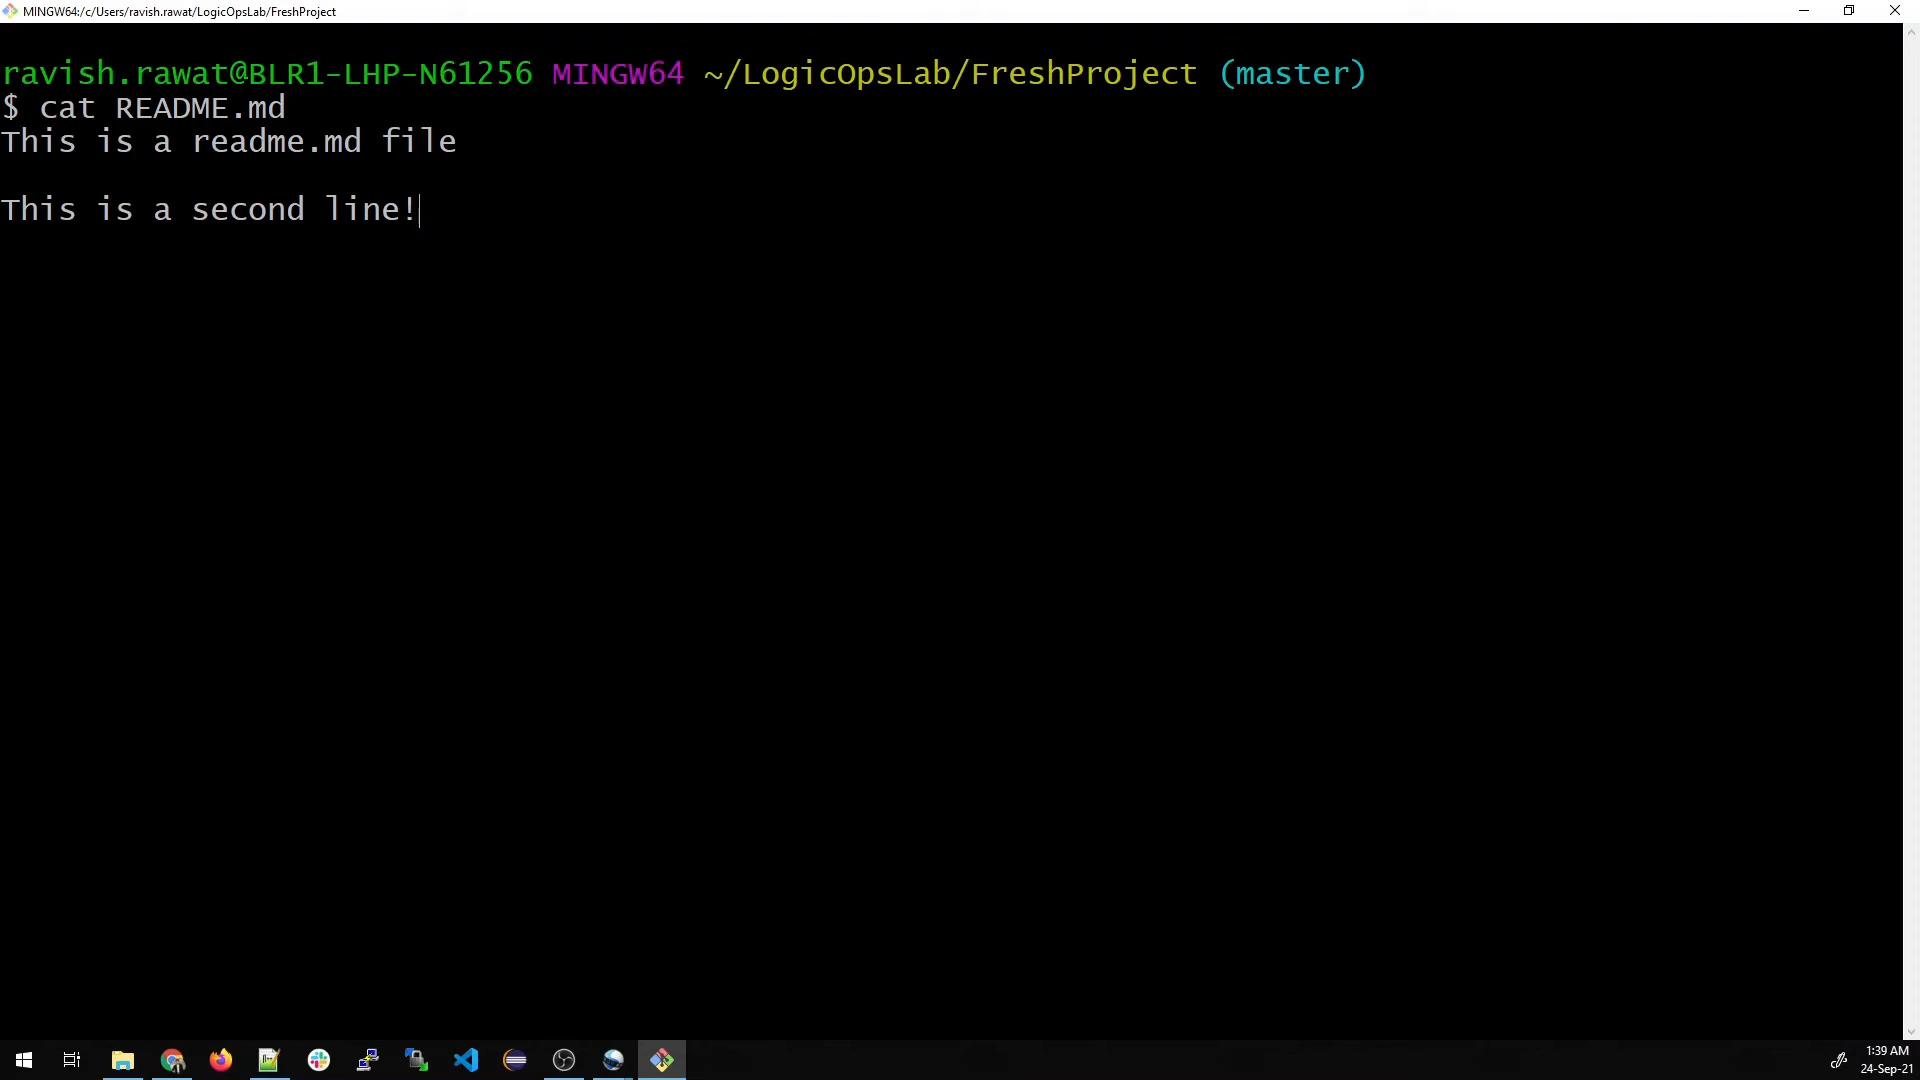 MINGW64:/c/Users/ravish.rawat/LogicOpsLab/FreshProject
ravish.rawat@BLR1-LHP-N61256 MINGW64 ~/LogicOpsLab/FreshProject (master)
$ cat README.md
This is a readme.md file
This is a second line!
1:39 AM
24-Sep-21